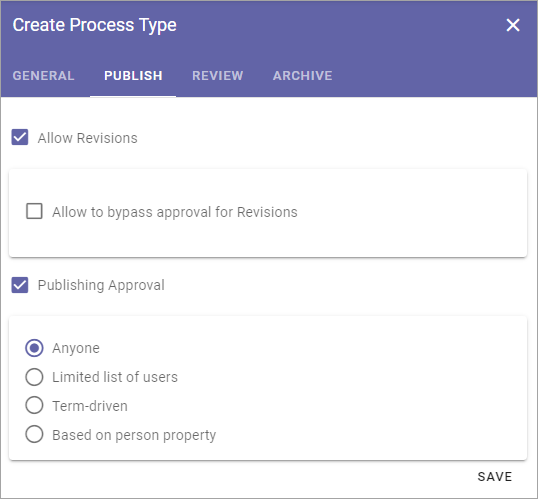 Create Process Type
GENERAL PUBLISH REVIEW ARCHIVE
Allow Revisions
Allow to bypass approval for Revisions
Publishing Approval
Anyone
Limited list of users
Term-driven
Based on person property
SAVE